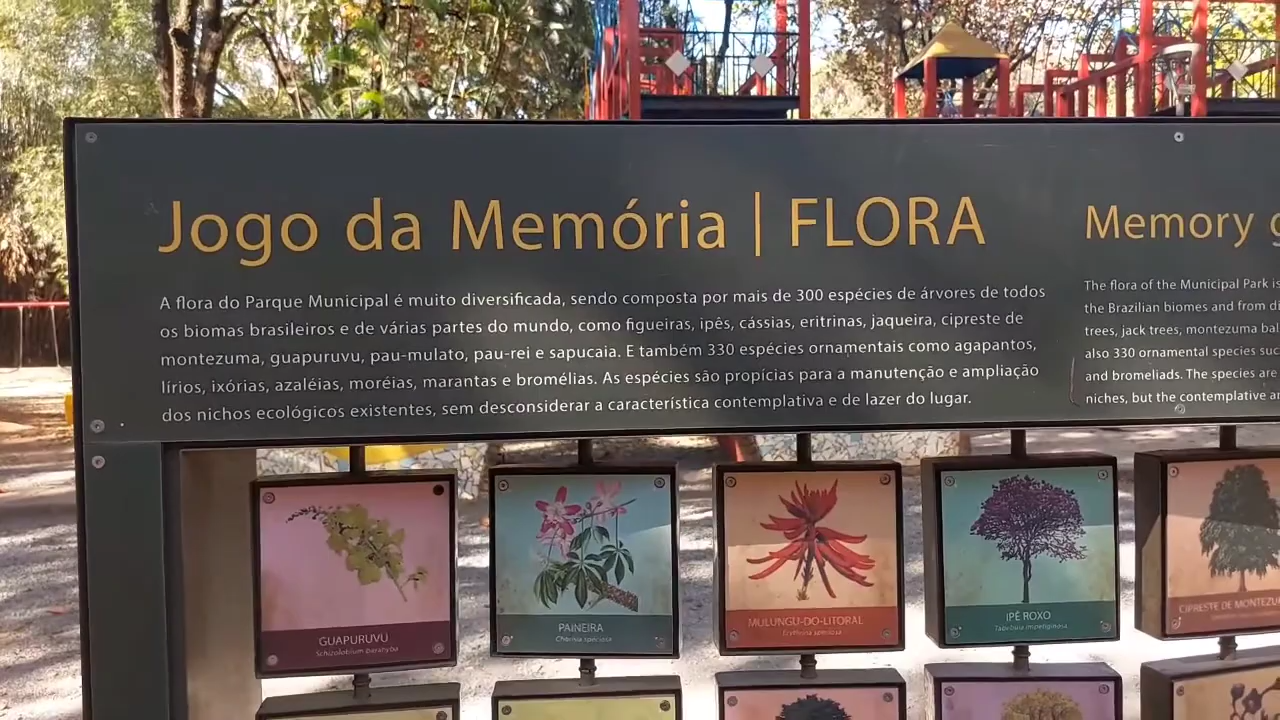 Jogo da Memória | FLORA
A flora do Parque Municipal é muito diversificada, sendo composta por mais de 300 espécies de árvores de todos
os biomas brasileiros e de várias partes do mundo, como figueiras, ipês, cássias, eritrinas, jaqueira, cipreste de
montezuma, guapuruvu, pau-mulato, pau-rei e sapucaia. E também 330 espécies ornamentais como agapantos,
lírios, ixórias, azaléias, moréias, marantas e bromélias. As espécies são propícias para a manutenção e ampliação
dos nichos ecológicos existentes, sem desconsiderar a característica contemplativa e de lazer do lugar.
Memory
The flora of the Municipal Park is
the Brazilian biomes and from
trees, jack trees, montezuma
also 330 ornamental species
and bromeliads. The species are
niches, but the contemplative
GUAPURUVU
Schizolobium parahyba
PAINEIRA
Chorisia speciosa
MULUNGU-DO-LITORAL
Erythrina speciosa
IPÊ ROXO
Tabebuia impetiginosa
CIPRESTE DE